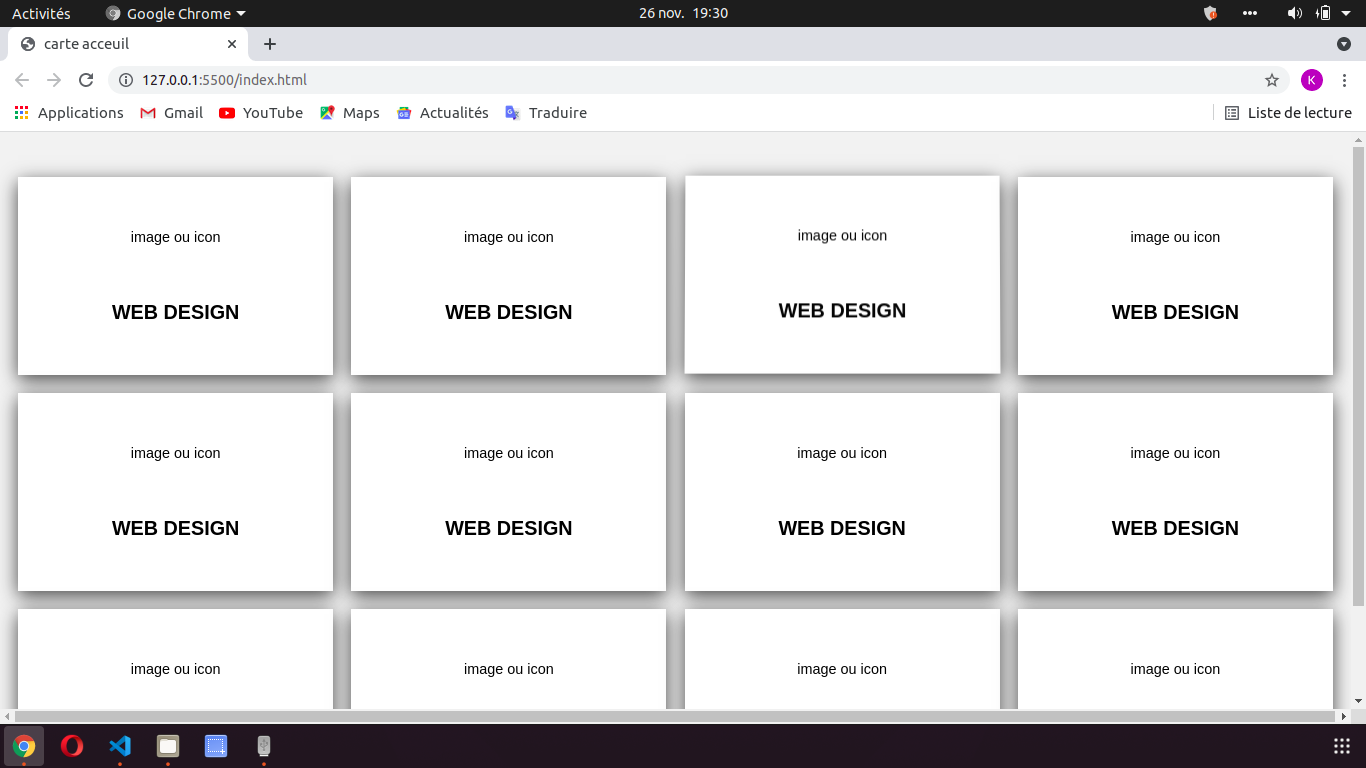 Activités Google Chrome 26 nov. 19:30
carte acceuil
127.0.0.1:5500/index.html K
Applications Gmail YouTube Maps Actualités Traduire Liste de lecture
image ou icon image ou icon image ou icon image ou icon
WEB DESIGN WEB DESIGN WEB DESIGN WEB DESIGN
image ou icon image ou icon image ou icon image ou icon
WEB DESIGN WEB DESIGN WEB DESIGN WEB DESIGN
image ou icon image ou icon image ou icon image ou icon